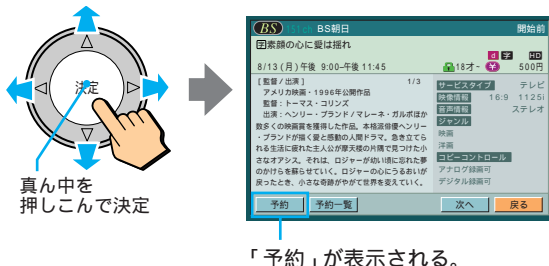 決定
真ん中を
押しこんで決定
BS 151ch BS朝日 開始前
字素顔の心に愛は揺れ
d 字 HD
8/13(月)午後 9:00-午後 11:45 18才~ ¥ 500円
[監督/出演] 1/3
アメリカ映画・1996年公開作品
監督:トーマス・コリンズ
出演:ヘンリー・ブランド/マレーネ・ガルボほか
数多くの映画賞を獲得した作品。本格派俳優ヘンリー
・ブランドが描く愛と感動の人間ドラマ。急き立てら
れる生活に疲れた主人公が摩天楼の片隅で見つけた小
さなオアシス。それは、ロジャーが幼い頃に忘れた夢
のかけらを蘇らせていく。ロジャーの心にうるおいが
戻ったとき、小さな奇跡がやがて世界を変えていく。
サービスタイプ テレビ
映像情報 16:9 1125i
音声情報 ステレオ
ジャンル
映画
洋画
コピーコントロール
アナログ録画可
デジタル録画可
予約 予約一覧 次へ 戻る
「予約」が表示される。